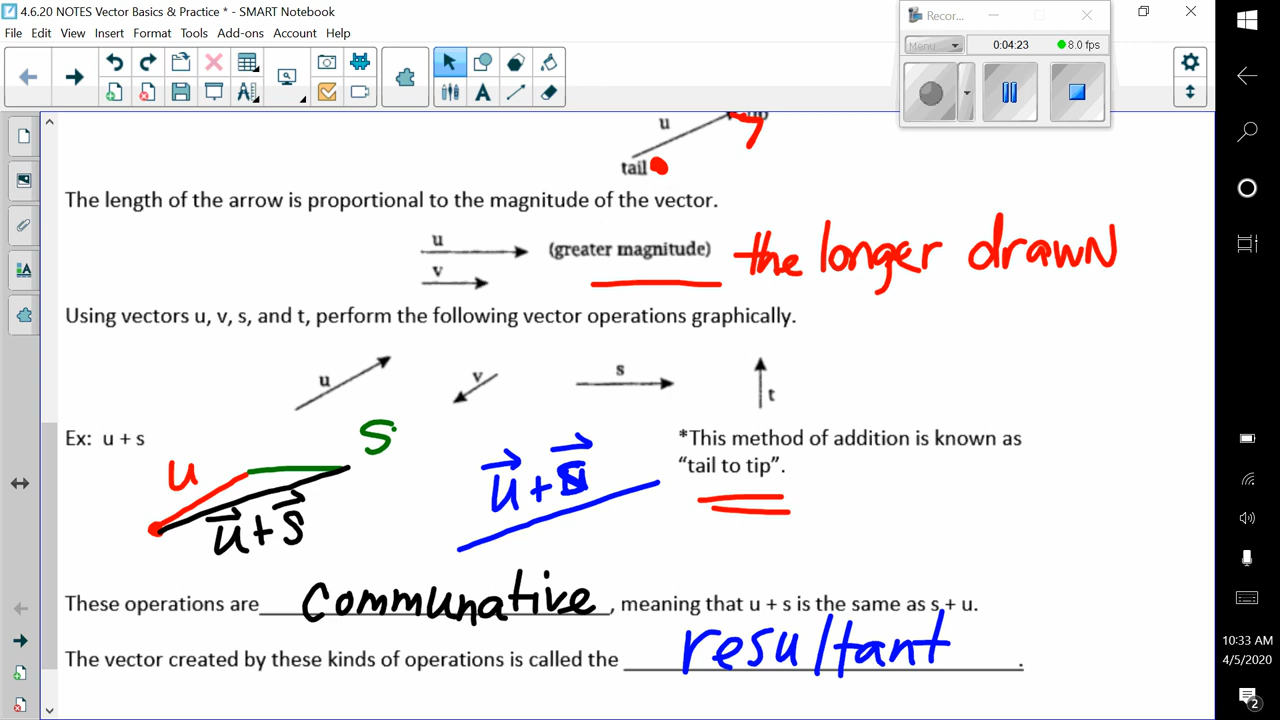 4.6.20 NOTES Vector Basics & Practice * - SMART Notebook
File Edit View Insert Format Tools Add-ons Account Help
Recor...
Menu 0:04:23 8.0 fps
u
tail
The length of the arrow is proportional to the magnitude of the vector.
u
(greater magnitude) the longer drawn
v
Using vectors u, v, s, and t, perform the following vector operations graphically.
u v s t
Ex: u + s
*This method of addition is known as
“tail to tip”.
u s
u + s
u + s
These operations are communative, meaning that u + s is the same as s + u.
The vector created by these kinds of operations is called the resultant.
10:33 AM
4/5/2020
2